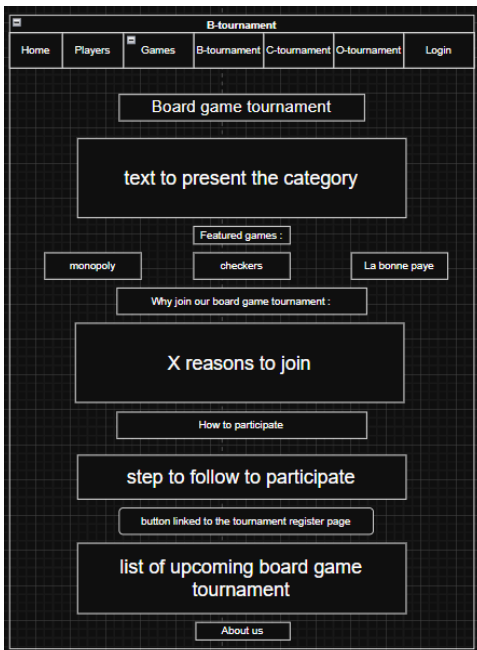 B-tournament
Home Players Games B-tournament C-tournament O-tournament Login
Board game tournament
text to present the category
Featured games :
monopoly checkers La bonne paye
Why join our board game tournament :
X reasons to join
How to participate
step to follow to participate
button linked to the tournament register page
list of upcoming board game
tournament
About us